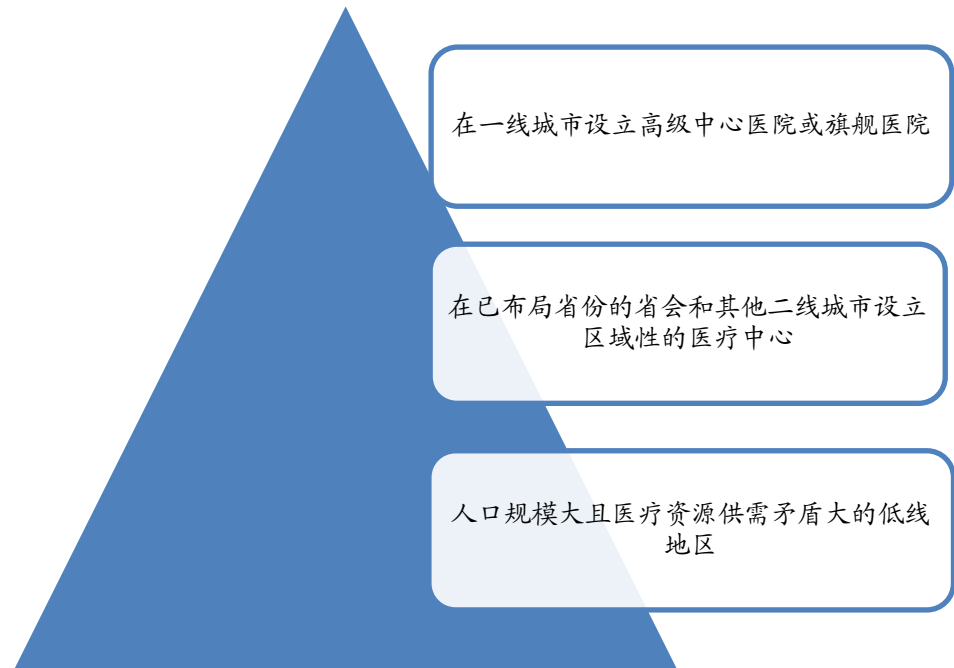 在一线城市设立高级中心医院或旗舰医院
在已布局省份的省会和其他二线城市设立
区域性的医疗中心
人口规模大且医疗资源供需矛盾大的低线
地区